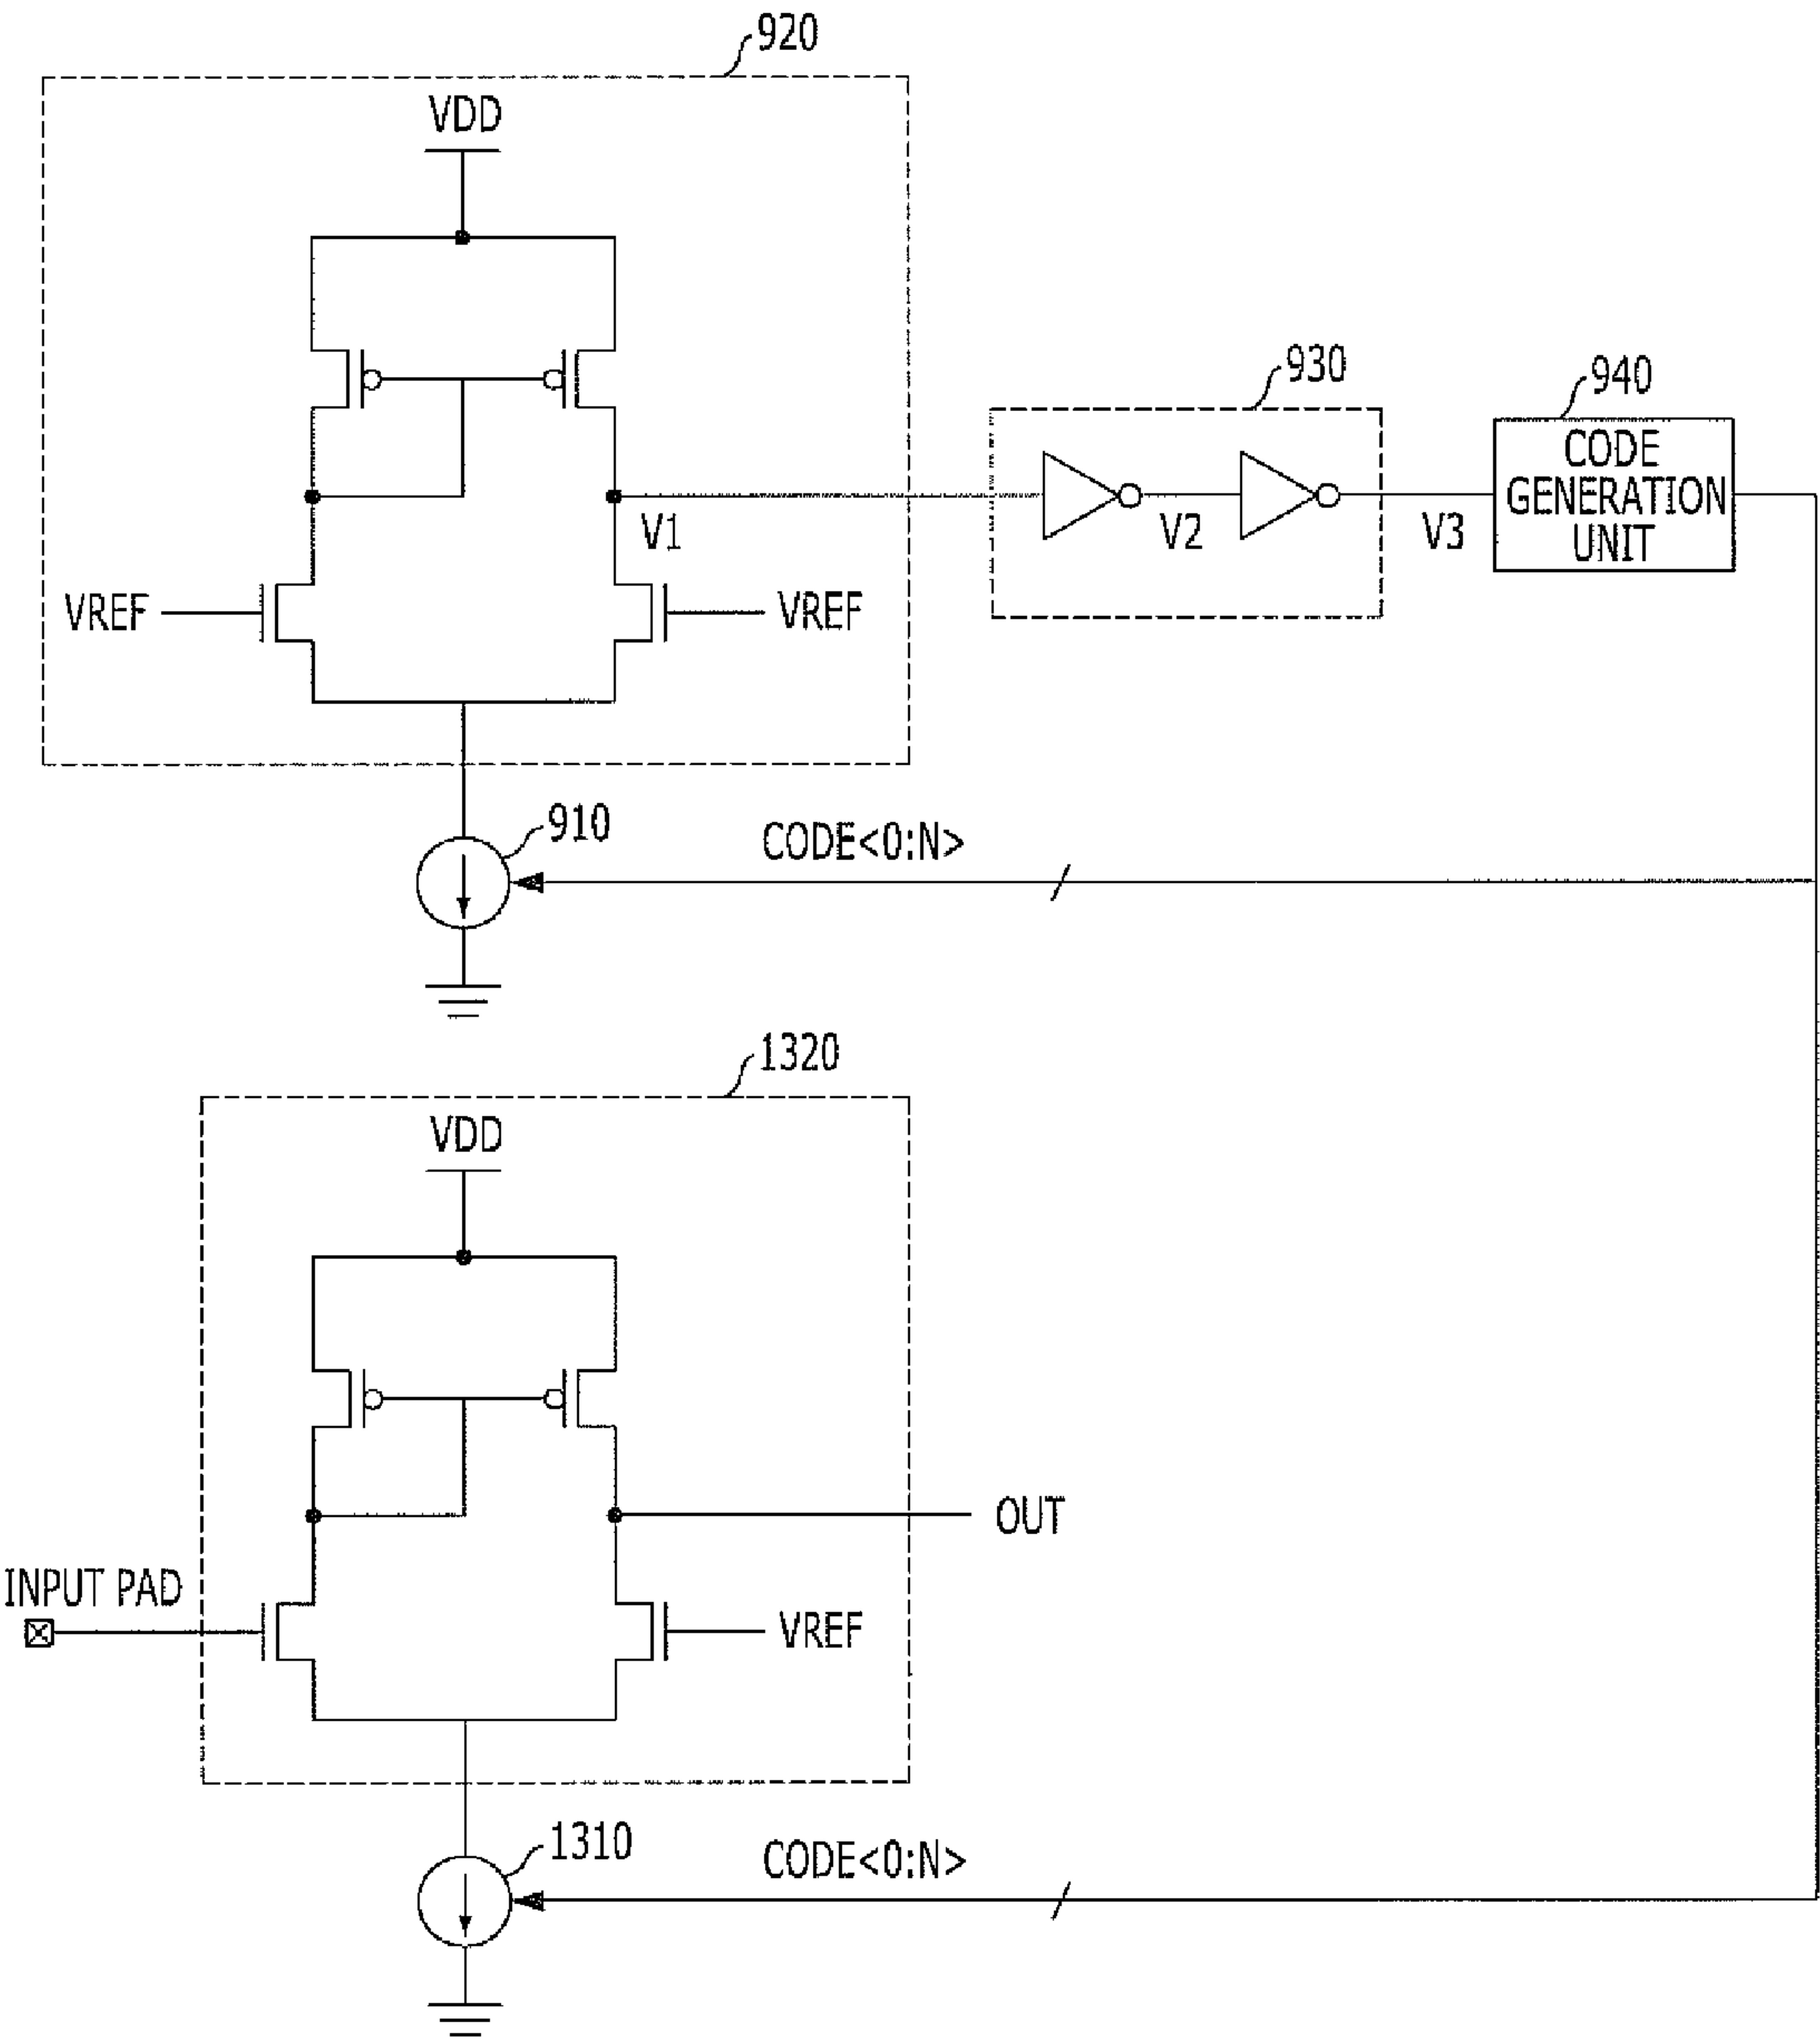 920
VDD
930
940
CODE
GENERATION
UNIT
V1
V2
V3
VREF
VREF
910
CODE<0:N>
1320
VDD
OUT
INPUT PAD
VREF
1310
CODE<0:N>